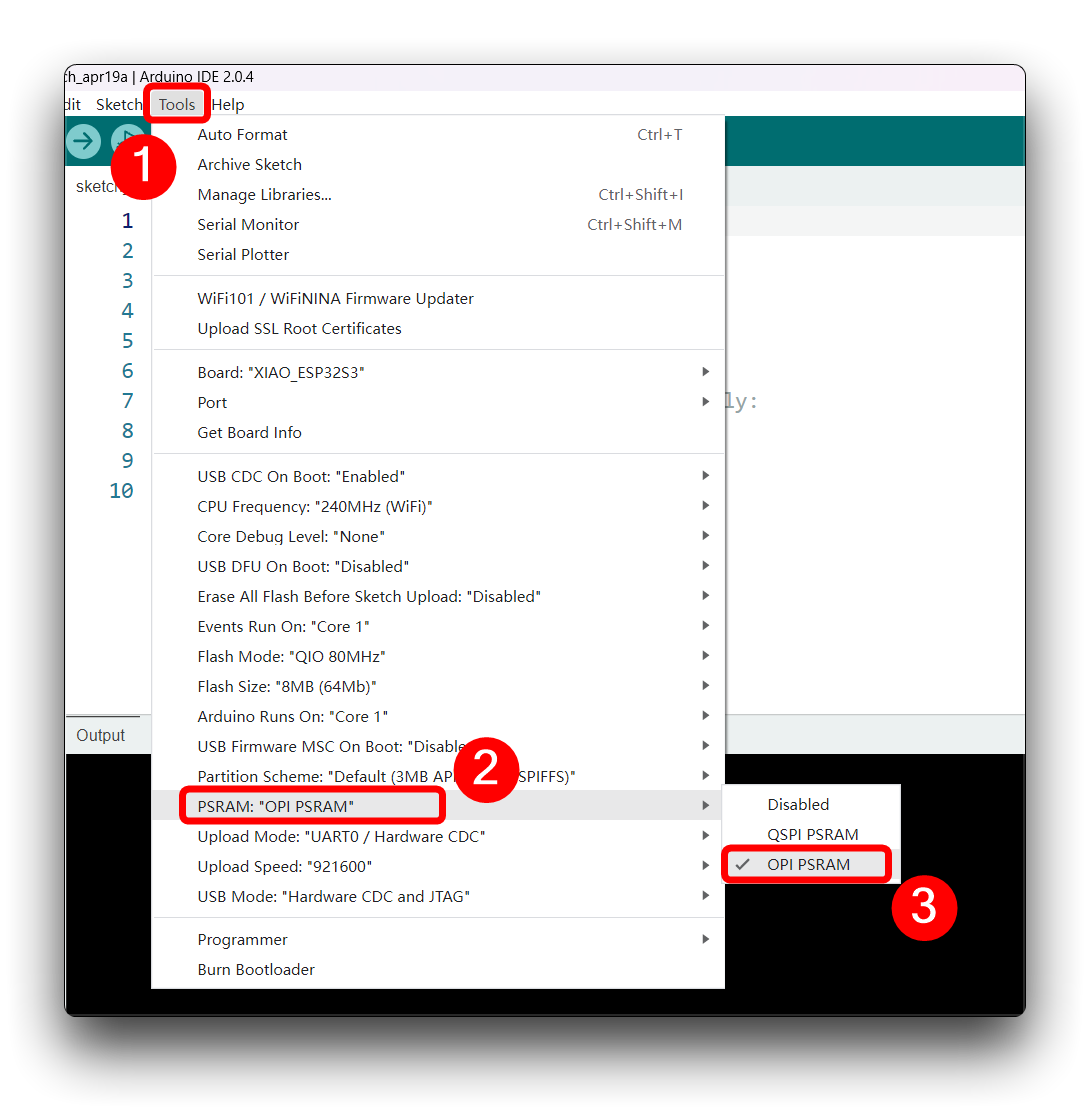 ch_apr19a | Arduino IDE 2.0.4
dit Sketch Tools Help
1
Auto Format Ctrl+T
Archive Sketch
Manage Libraries... Ctrl+Shift+I
Serial Monitor Ctrl+Shift+M
Serial Plotter
WiFi101 / WiFiNINA Firmware Updater
Upload SSL Root Certificates
Board: "XIAO_ESP32S3"
Port
Get Board Info
USB CDC On Boot: "Enabled"
CPU Frequency: "240MHz (WiFi)"
Core Debug Level: "None"
USB DFU On Boot: "Disabled"
Erase All Flash Before Sketch Upload: "Disabled"
Events Run On: "Core 1"
Flash Mode: "QIO 80MHz"
Flash Size: "8MB (64Mb)"
Arduino Runs On: "Core 1"
USB Firmware MSC On Boot: "Disable
Partition Scheme: "Default (3MB AP SPIFFS)"
2
PSRAM: "OPI PSRAM"
Upload Mode: "UART0 / Hardware CDC"
Upload Speed: "921600"
USB Mode: "Hardware CDC and JTAG"
Programmer
Burn Bootloader
Disabled
QSPI PSRAM
OPI PSRAM
3
sketch
1
2
3
4
5
6
7 ly:
8
9
10
Output